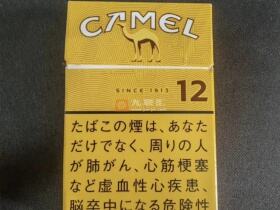 CAMEL
SINCE 1913
12
たばこの煙は、あなた
だけでなく、周りの人
が肺がん、心筋梗塞
など虚血性心疾患、
脳卒中になる危険性